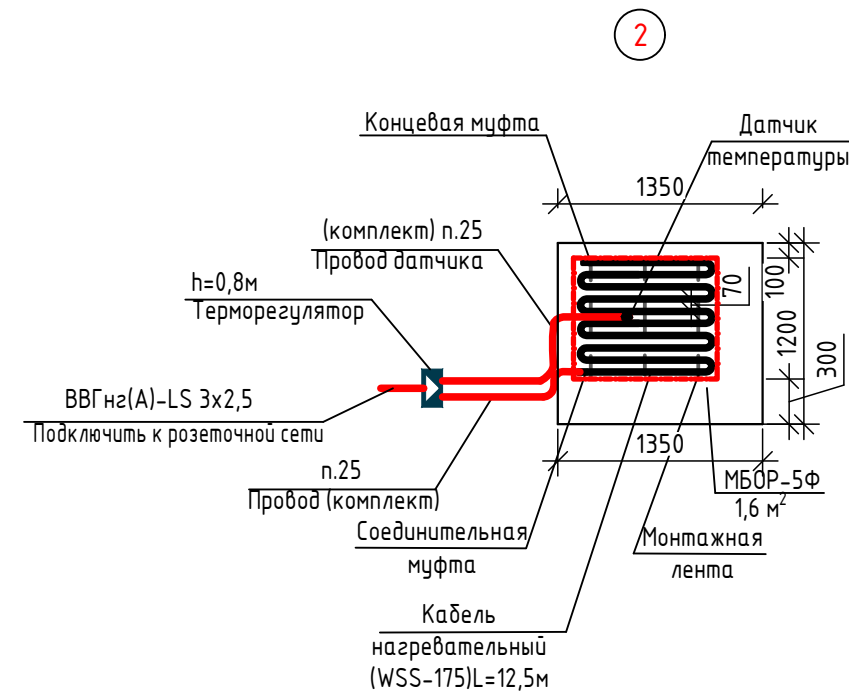 2
Концевая муфта
Датчик
температуры
1350
(комплект) п.25
Провод датчика
h=0,8м
Терморегулятор
70
100
1200
300
ВВГнг(А)-LS 3х2,5
Подключить к розеточной сети
1350
п.25
Провод (комплект)
МБОР-5Ф
1,6 м²
Соединительная
муфта
Монтажная
лента
Кабель
нагревательный
(WSS-175)L=12,5м